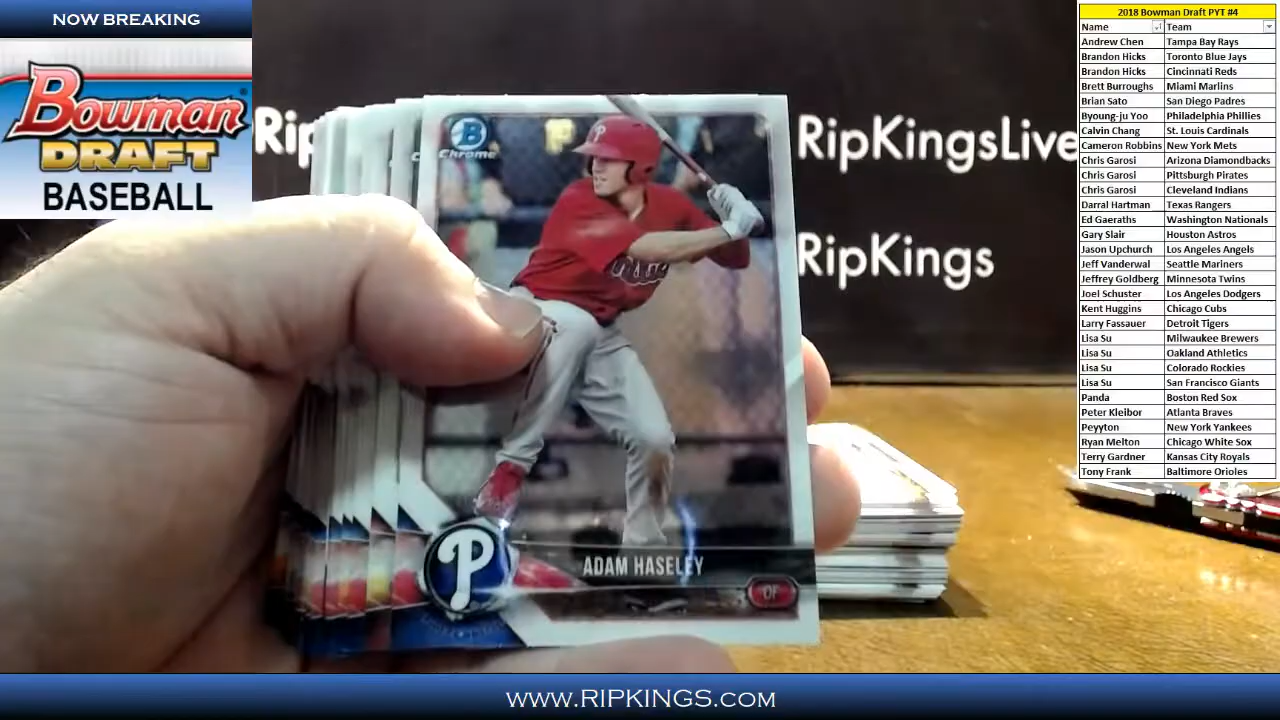 NOW BREAKING
Bowman
DRAFT
BASEBALL
Rip
RipKingsLive
RipKings
B
Chrome
P
Phillies
P
ADAM HASELEY
OF
2018 Bowman Draft PYT #4
Name Team
Andrew Chen Tampa Bay Rays
Brandon Hicks Toronto Blue Jays
Brandon Hicks Cincinnati Reds
Brett Burroughs Miami Marlins
Brian Sato San Diego Padres
Byoung-ju Yoo Philadelphia Phillies
Calvin Chang St. Louis Cardinals
Cameron Robbins New York Mets
Chris Garosi Arizona Diamondbacks
Chris Garosi Pittsburgh Pirates
Chris Garosi Cleveland Indians
Darral Hartman Texas Rangers
Ed Gaeraths Washington Nationals
Gary Slair Houston Astros
Jason Upchurch Los Angeles Angels
Jeff Vanderwal Seattle Mariners
Jeffrey Goldberg Minnesota Twins
Joel Schuster Los Angeles Dodgers
Kent Huggins Chicago Cubs
Larry Fassauer Detroit Tigers
Lisa Su Milwaukee Brewers
Lisa Su Oakland Athletics
Lisa Su Colorado Rockies
Lisa Su San Francisco Giants
Panda Boston Red Sox
Peter Kleibor Atlanta Braves
Peyyton New York Yankees
Ryan Melton Chicago White Sox
Terry Gardner Kansas City Royals
Tony Frank Baltimore Orioles
WWW.RIPKINGS.COM